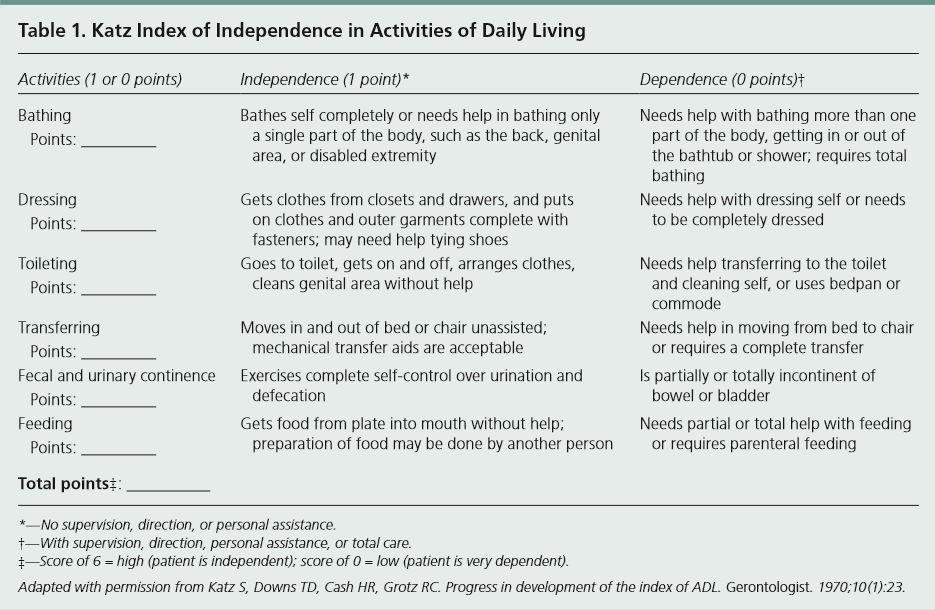 Table 1. Katz Index of Independence in Activities of Daily Living
Activities (1 or 0 points) Independence (1 point)* Dependence (0 points)†
Bathing
Points: __________
Bathes self completely or needs help in bathing only
a single part of the body, such as the back, genital
area, or disabled extremity
Needs help with bathing more than one
part of the body, getting in or out of
the bathtub or shower; requires total
bathing
Dressing
Points: __________
Gets clothes from closets and drawers, and puts
on clothes and outer garments complete with
fasteners; may need help tying shoes
Needs help with dressing self or needs
to be completely dressed
Toileting
Points: __________
Goes to toilet, gets on and off, arranges clothes,
cleans genital area without help
Needs help transferring to the toilet
and cleaning self, or uses bedpan or
commode
Transferring
Points: __________
Moves in and out of bed or chair unassisted;
mechanical transfer aids are acceptable
Needs help in moving from bed to chair
or requires a complete transfer
Fecal and urinary continence
Points: __________
Exercises complete self-control over urination and
defecation
Is partially or totally incontinent of
bowel or bladder
Feeding
Points: __________
Gets food from plate into mouth without help;
preparation of food may be done by another person
Needs partial or total help with feeding
or requires parenteral feeding
Total points‡: __________
*—No supervision, direction, or personal assistance.
†—With supervision, direction, personal assistance, or total care.
‡—Score of 6 = high (patient is independent); score of 0 = low (patient is very dependent).
Adapted with permission from Katz S, Downs TD, Cash HR, Grotz RC. Progress in development of the index of ADL. Gerontologist. 1970;10(1):23.